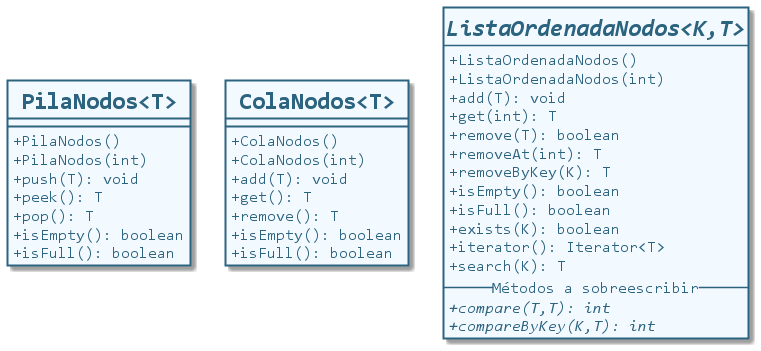 PilaNodos<T>
+PilaNodos()
+PilaNodos(int)
+push(T): void
+peek(): T
+pop(): T
+isEmpty(): boolean
+isFull(): boolean
ColaNodos<T>
+ColaNodos()
+ColaNodos(int)
+add(T): void
+get(): T
+remove(): T
+isEmpty(): boolean
+isFull(): boolean
ListaOrdenadaNodos<K,T>
+ListaOrdenadaNodos()
+ListaOrdenadaNodos(int)
+add(T): void
+get(int): T
+remove(T): boolean
+removeAt(int): T
+removeByKey(K): T
+isEmpty(): boolean
+isFull(): boolean
+exists(K): boolean
+iterator(): Iterator<T>
+search(K): T
Métodos a sobreescribir
+compare(T,T): int
+compareByKey(K,T): int